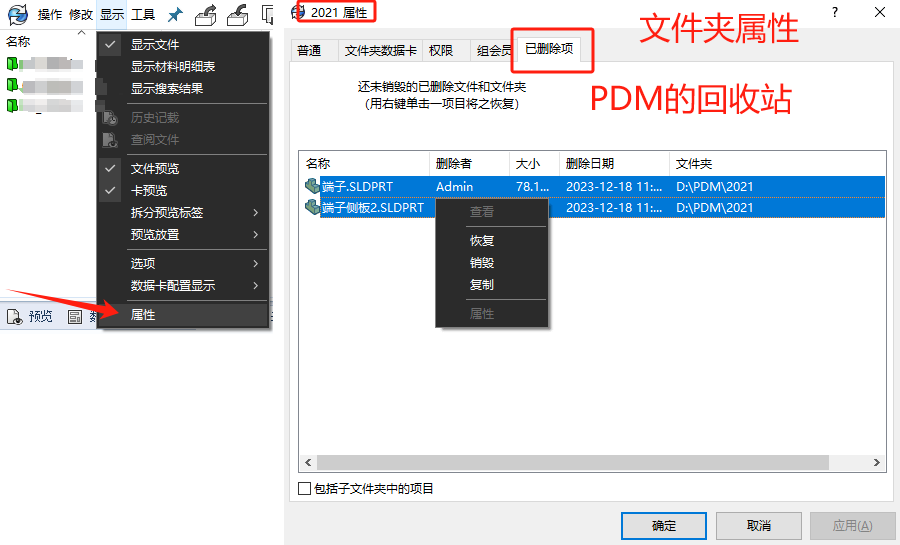 操作 修改 显示 工具
名称
显示文件
显示材料明细表
显示搜索结果
历史记载
查阅文件
文件预览
卡预览
拆分预览标签
预览放置
选项
数据卡配置显示
属性
预览
2021 属性
文件夹属性
普通 文件夹数据卡 权限 组会员 已删除项
PDM的回收站
还未销毁的已删除文件和文件夹
(用右键单击一项目将之恢复)
名称 删除者 大小 删除日期 文件夹
端子.SLDPRT Admin 78.1... 2023-12-18 11:... D:\PDM\2021
端子侧板2.SLDPRT 2023-12-18 11:... D:\PDM\2021
查看
恢复
销毁
复制
属性
包括子文件夹中的项目
确定 取消 应用(A)